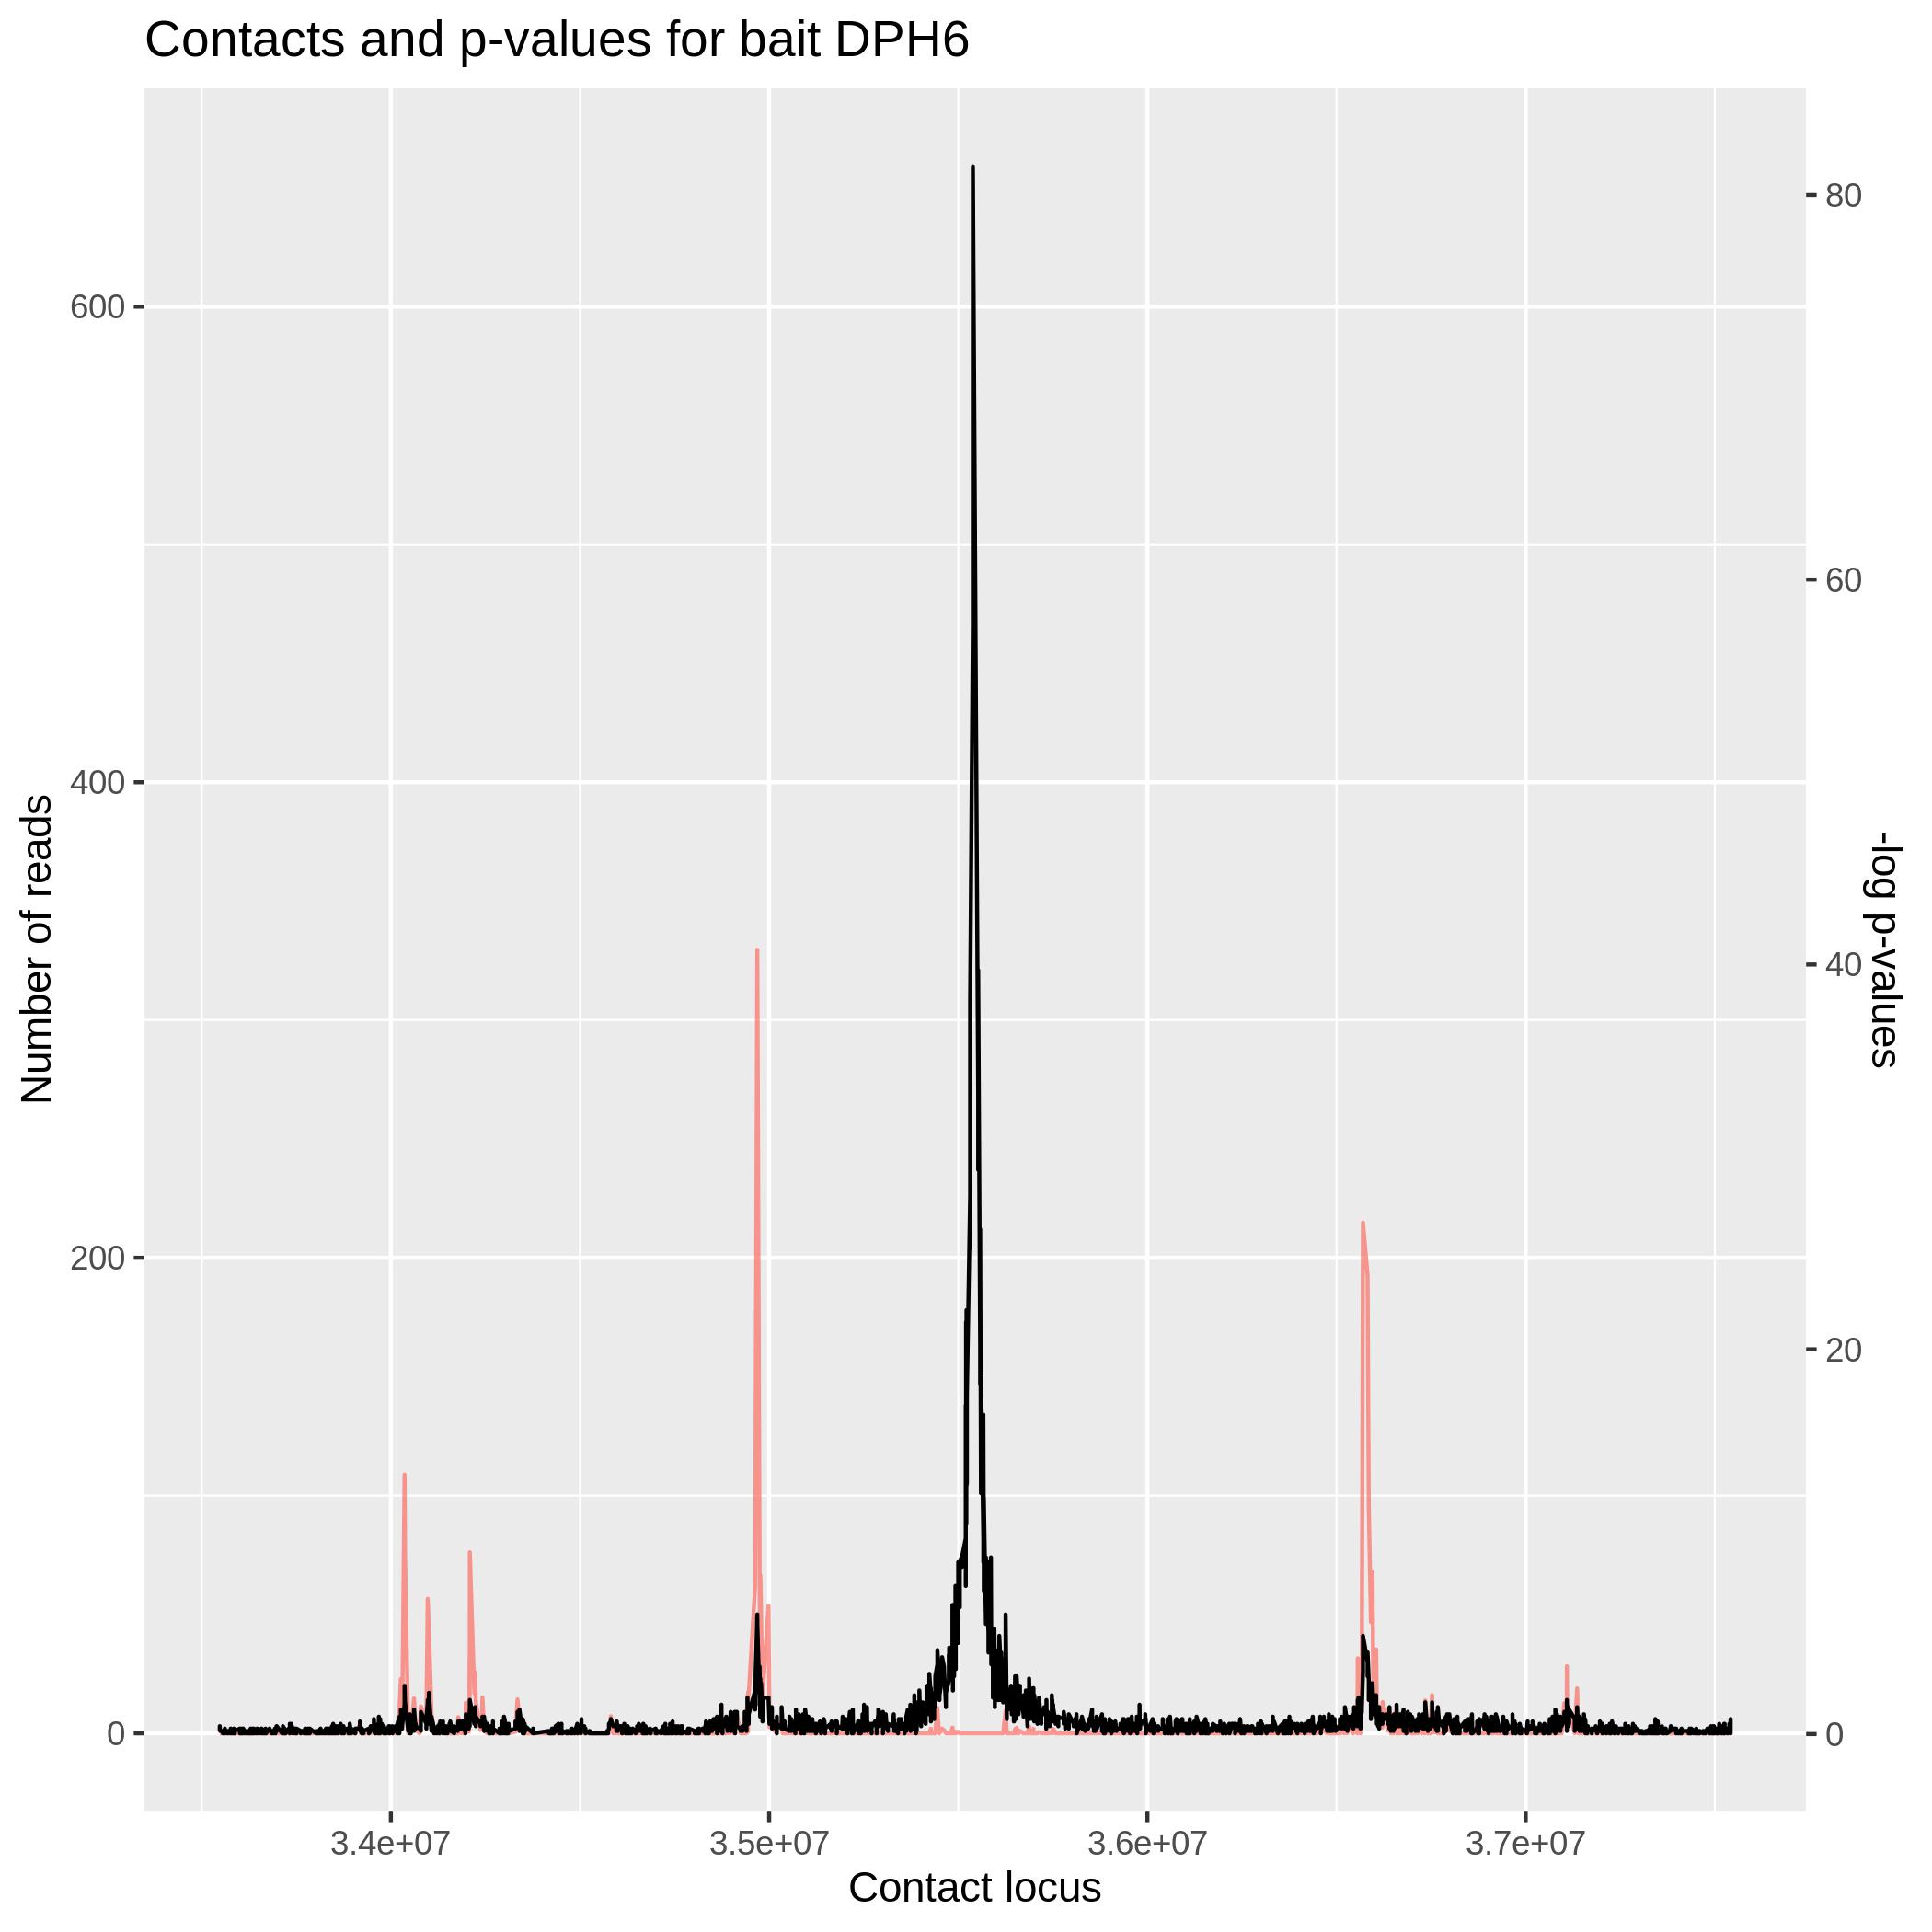 Contacts and p-values for bait DPH6
Number of reads
600
400
200
0
80
60
40
20
0
-log p-values
3.4e+07
3.5e+07
3.6e+07
3.7e+07
Contact locus